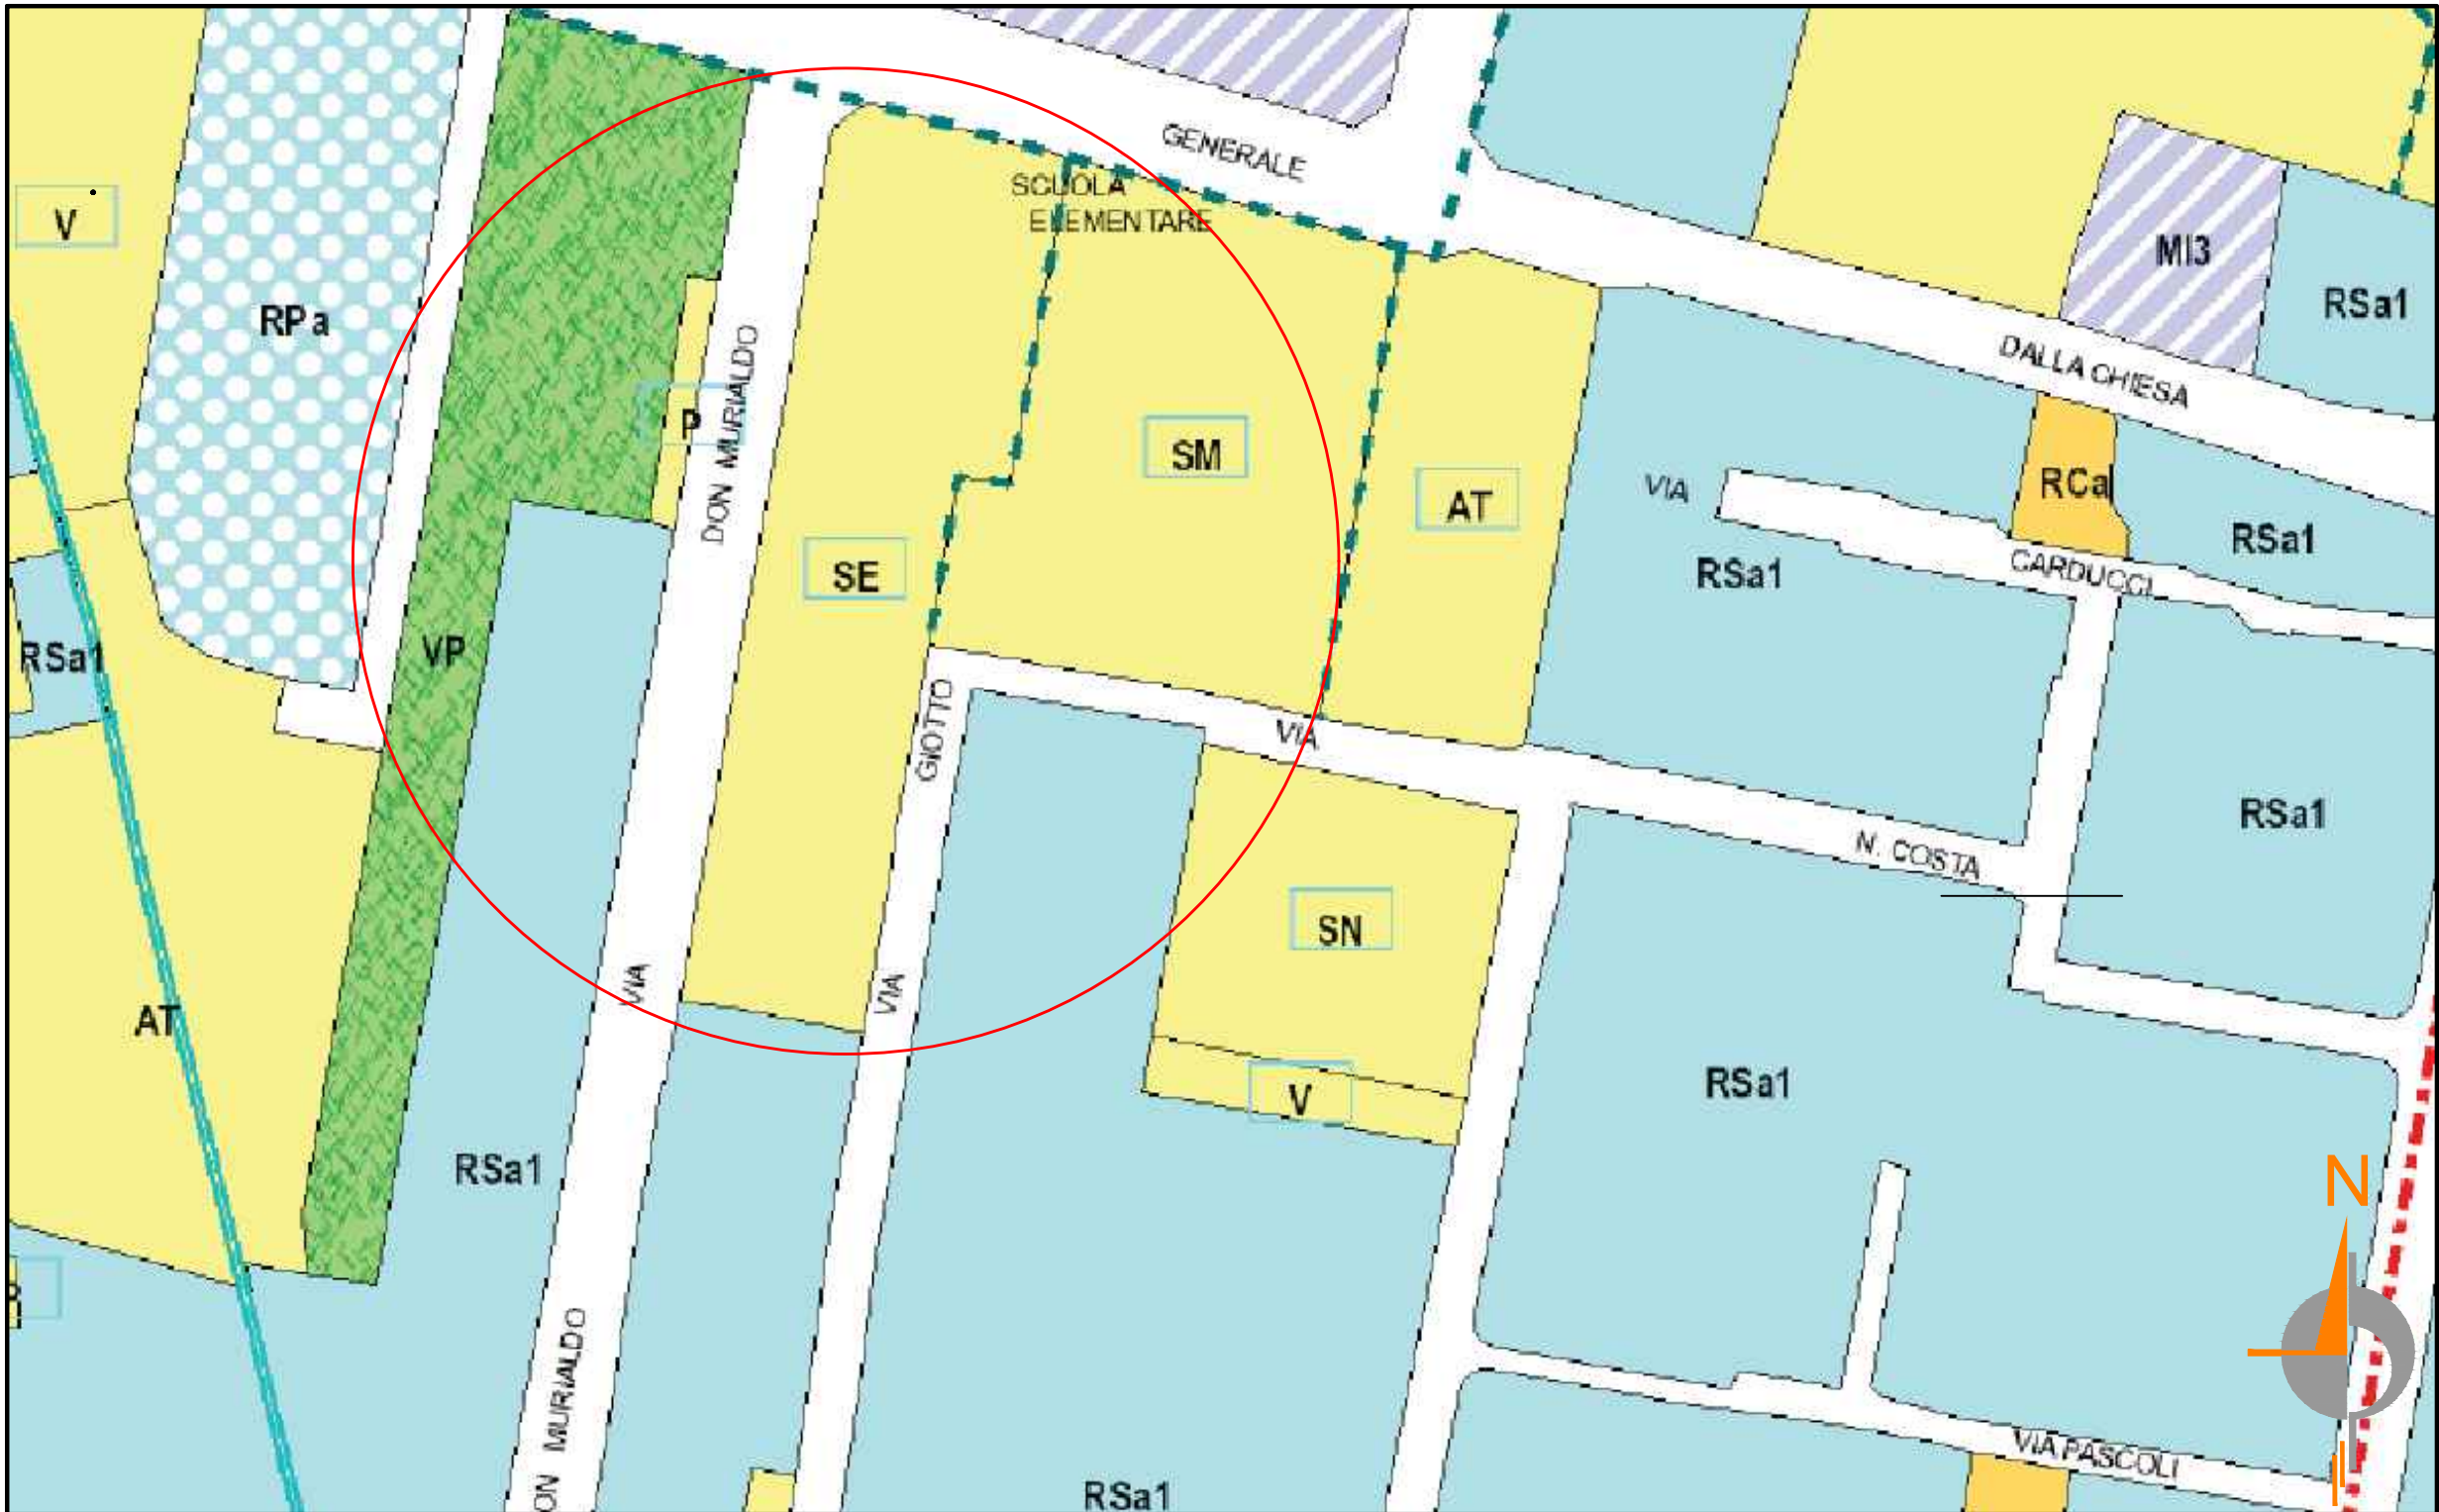 GENERALE
SCUOLA
ELEMENTARE
V
MI3
RSa1
RPa
DALLA CHIESA
DON MURIALDO
P
SM
AT
VIA
RCa
RSa1
SE
RSa1
CARDUCCI
RSa1
VP
GIOTTO
VIA
RSa1
N. COSTA
SN
VIA
VIA
AT
RSa1
V
RSa1
N
ON MURIALDO
VIA PASCOLI
RSa1